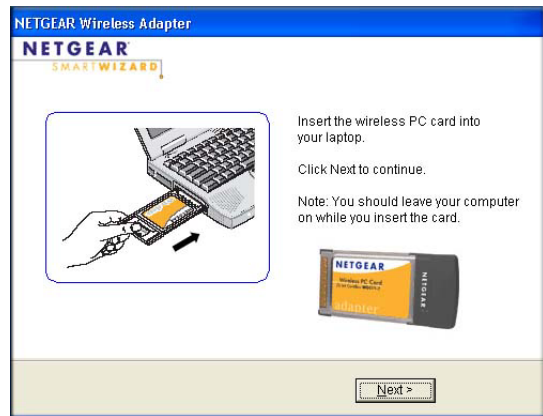 NETGEAR Wireless Adapter
NETGEAR
SMARTWIZARD
Insert the wireless PC card into
your laptop.
Click Next to continue.
Note: You should leave your computer
on while you insert the card.
NETGEAR
Wireless PC Card
NETGEAR
adapter
Next >